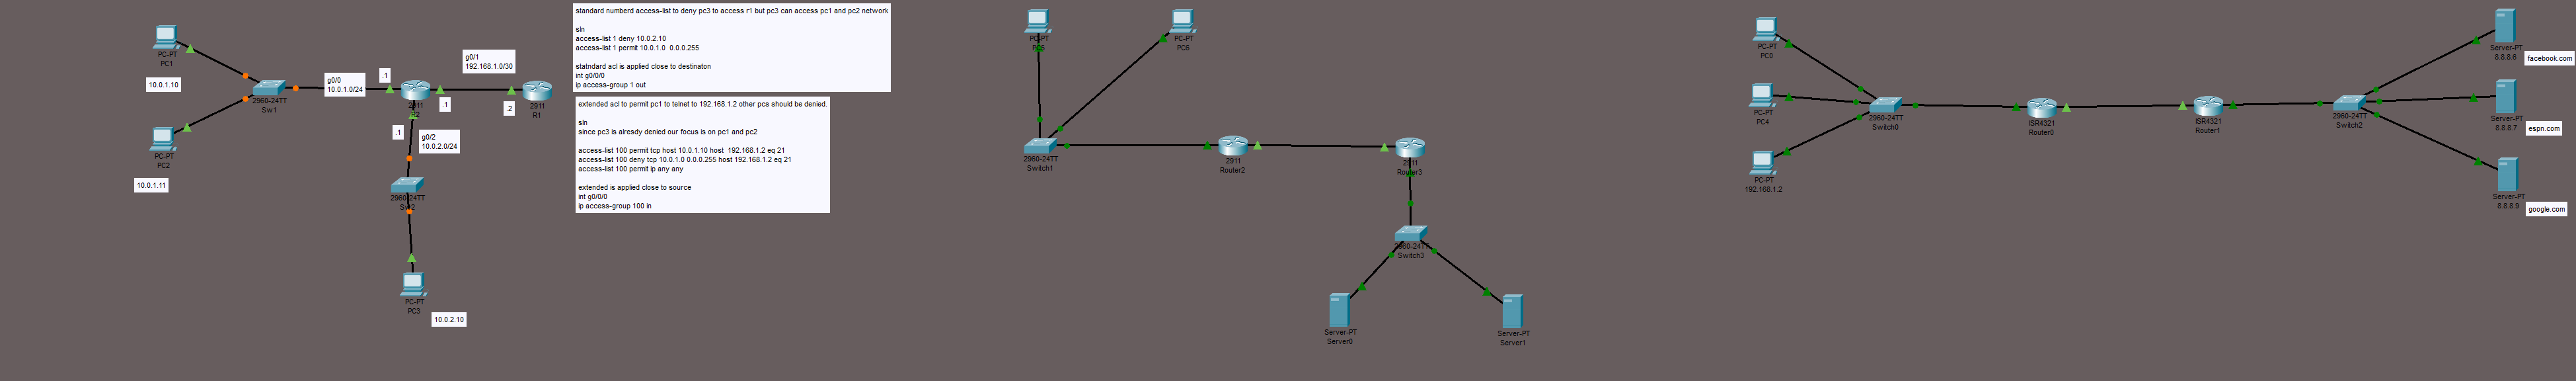 standard numberd access-list to deny pc3 to access r1 but pc3 can access pc1 and pc2 network
sln
access-list 1 deny 10.0.2.10
access-list 1 permit 10.0.1.0 0.0.0.255
statndard acl is applied close to destinaton
int g0/0/0
ip access-group 1 out
extended acl to permit pc1 to telnet to 192.168.1.2 other pcs should be denied.
sln
since pc3 is alrready denied our focus is on pc1 and pc2
access-list 100 permit tcp host 10.0.1.10 host 192.168.1.2 eq 21
access-list 100 deny tcp 10.0.1.0 0.0.0.255 host 192.168.1.2 eq 21
access-list 100 permit ip any any
extended is applied close to source
int g0/0/0
ip access-group 100 in
PC-PT
PC1
10.0.1.10
PC-PT
PC2
10.0.1.11
2960-24TT
Sw1
g0/0
10.0.1.0/24
.1
2911
R2
.1
g0/1
192.168.1.0/30
.2
2911
R1
.1
g0/2
10.0.2.0/24
2960-24TT
Sw2
PC-PT
PC3
10.0.2.10
PC-PT
PC5
PC-PT
PC6
2960-24TT
Switch1
2911
Router2
2911
Router3
2960-24TT
Switch3
Server-PT
Server0
Server-PT
Server1
PC-PT
PC8
PC-PT
PC4
PC-PT
192.168.1.2
2960-24TT
Switch0
ISR4321
Router0
ISR4321
Router1
2960-24TT
Switch2
Server-PT
8.8.8.6
facebook.com
Server-PT
8.8.8.7
espn.com
Server-PT
8.8.8.9
google.com